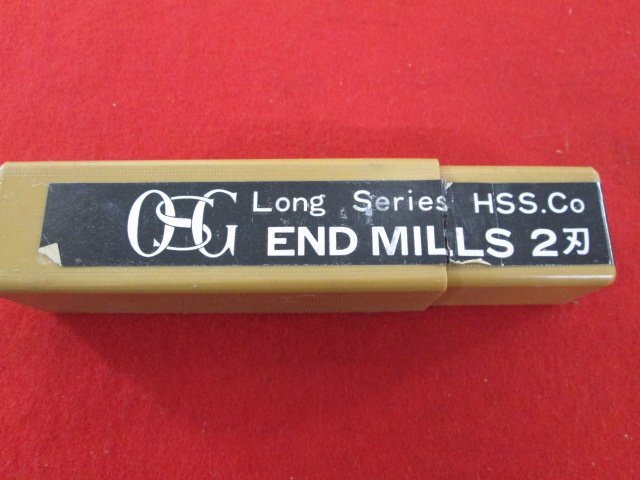 OSG
Long Series HSS.Co
END MILLS 2刃